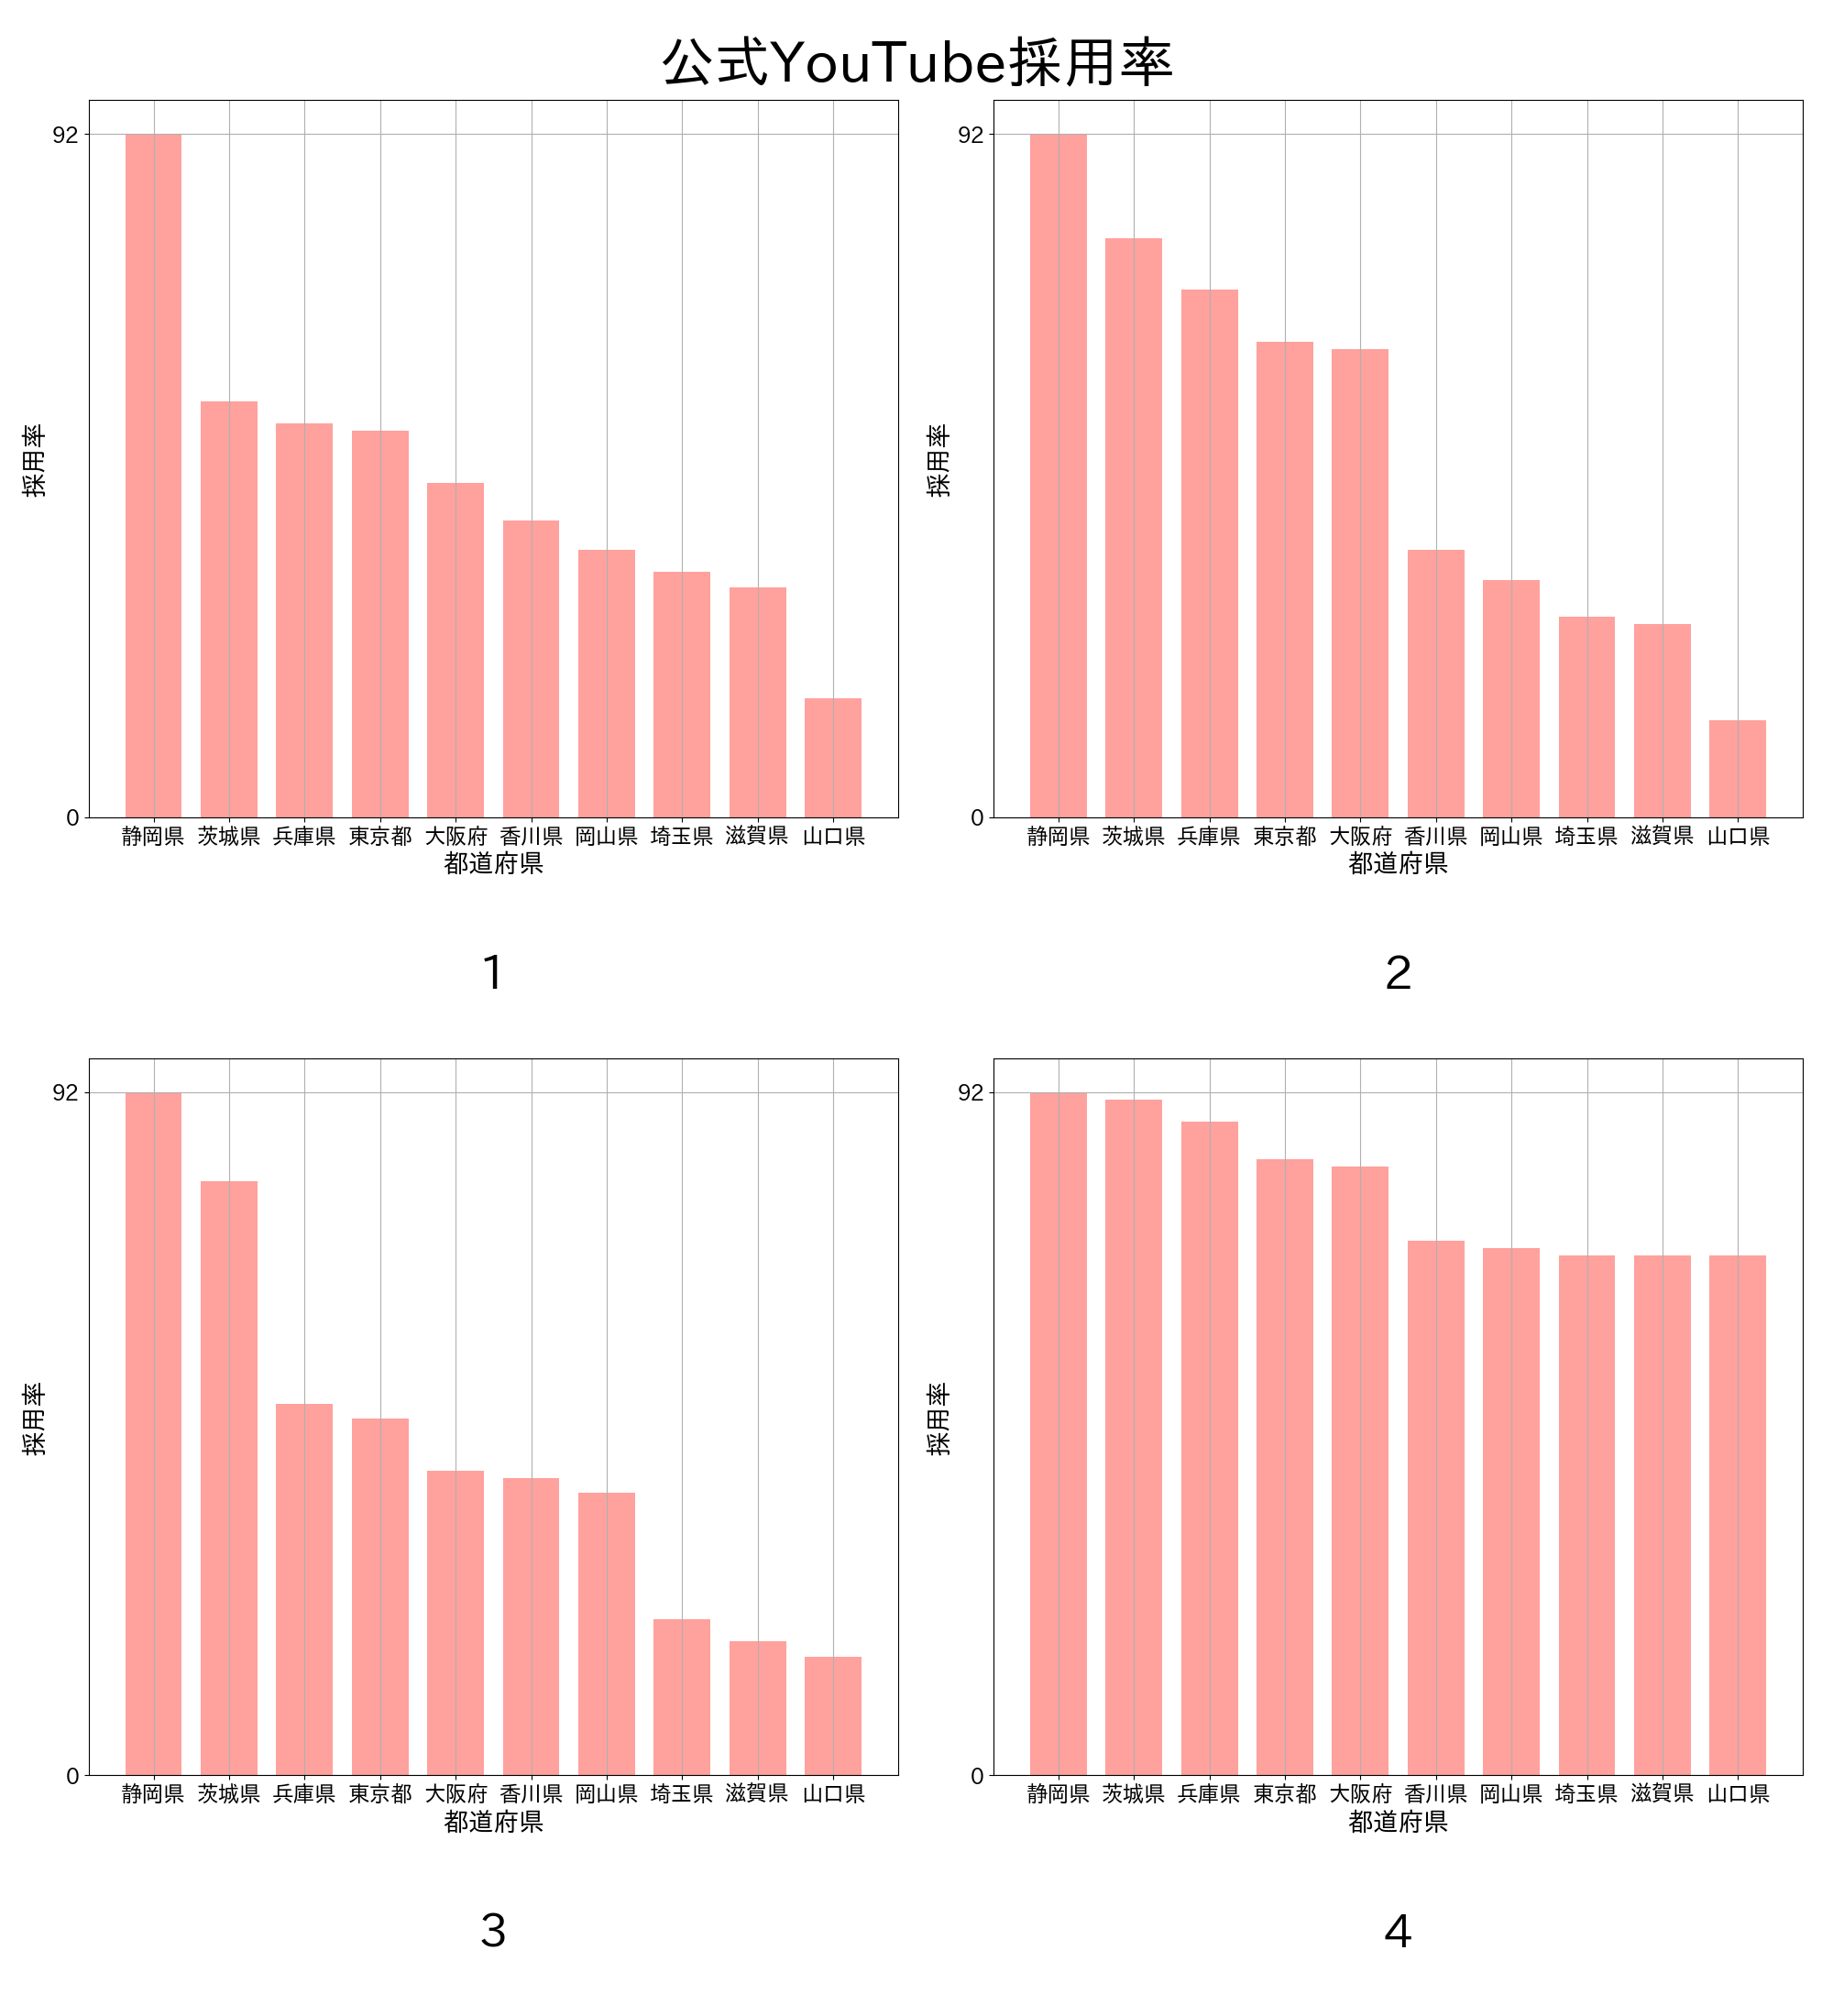 公式YouTube採用率
92
0
採用率
静岡県 茨城県 兵庫県 東京都 大阪府 香川県 岡山県 埼玉県 滋賀県 山口県
都道府県
1
92
0
採用率
静岡県 茨城県 兵庫県 東京都 大阪府 香川県 岡山県 埼玉県 滋賀県 山口県
都道府県
2
92
0
採用率
静岡県 茨城県 兵庫県 東京都 大阪府 香川県 岡山県 埼玉県 滋賀県 山口県
都道府県
3
92
0
採用率
静岡県 茨城県 兵庫県 東京都 大阪府 香川県 岡山県 埼玉県 滋賀県 山口県
都道府県
4